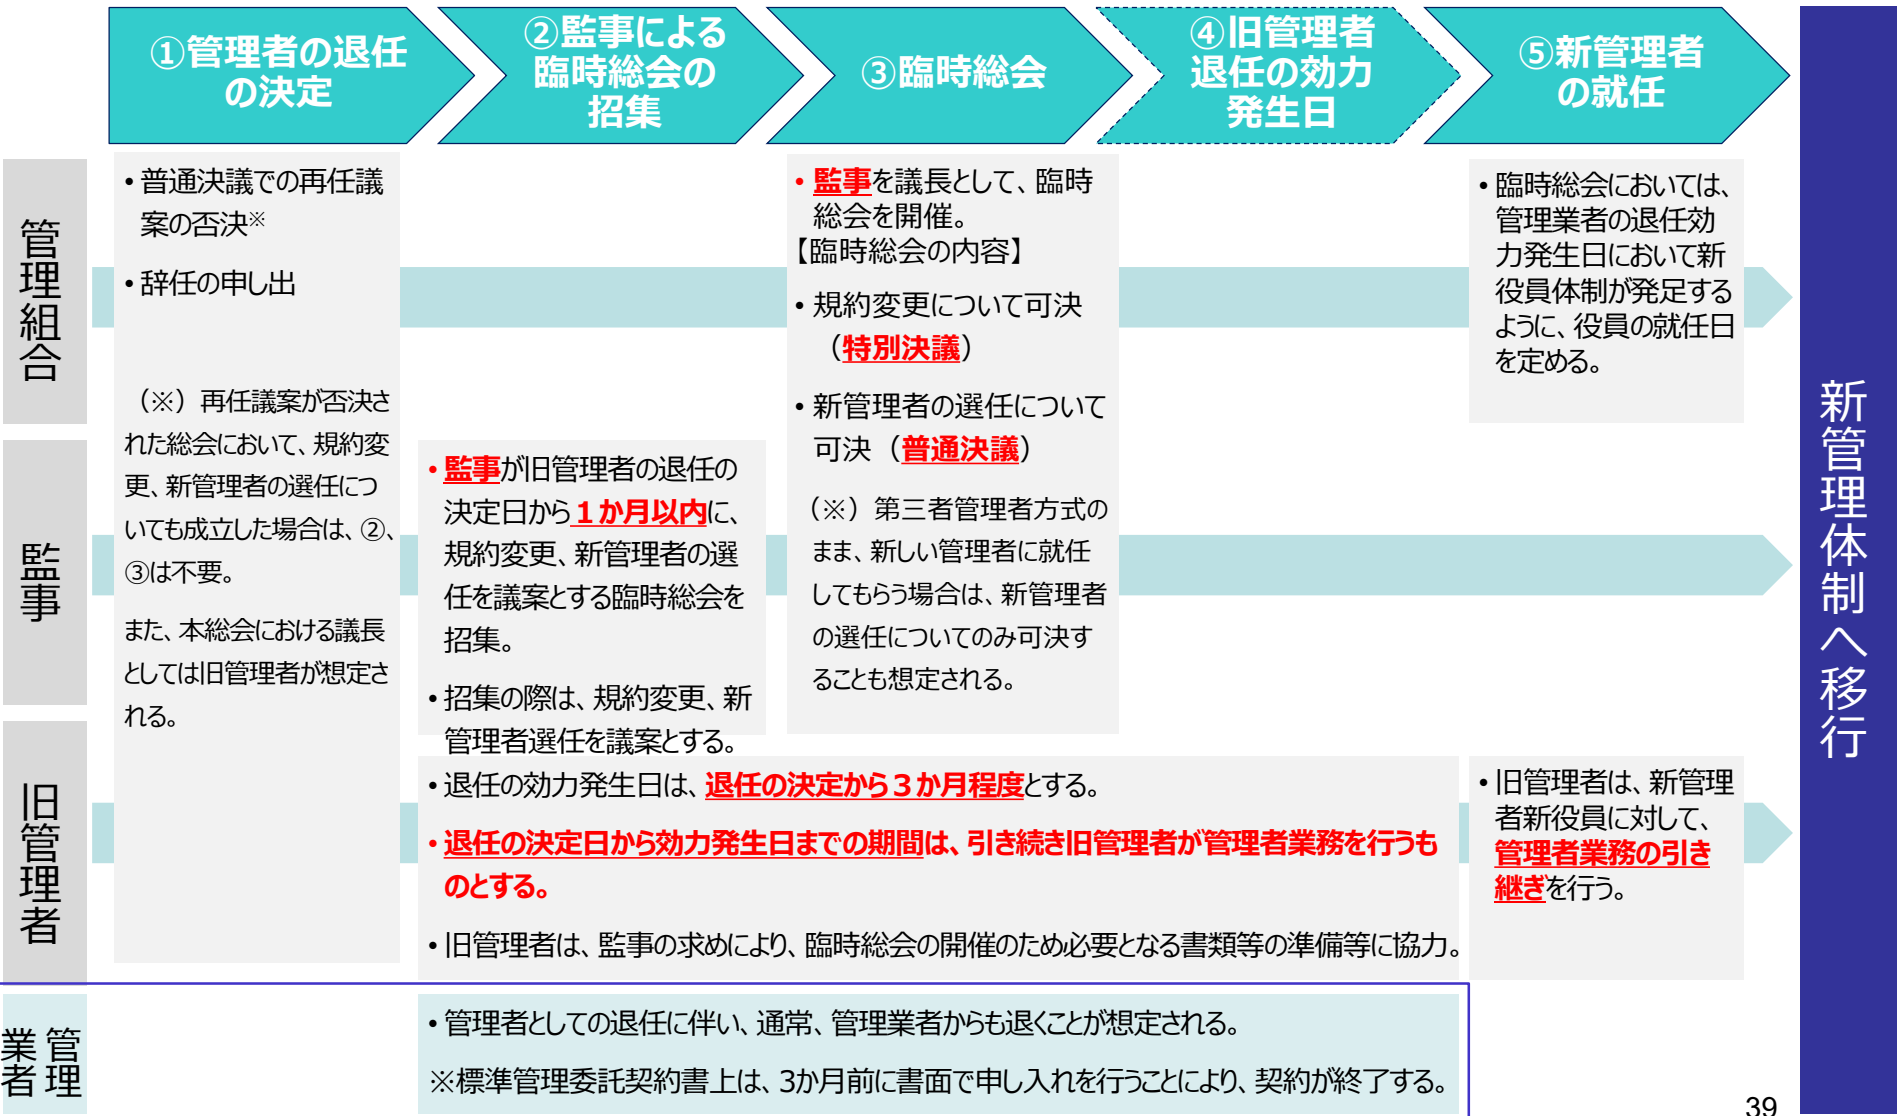 ①管理者の退任
の決定
②監事による
臨時総会の
招集
③臨時総会
④旧管理者
退任の効力
発生日
⑤新管理者
の就任
管理組合
• 普通決議での再任議
案の否決※
• 辞任の申し出
（※）再任議案が否決さ
れた総会において、規約変
更、新管理者の選任につ
いても成立した場合は、②、
③は不要。
また、本総会における議長
としては旧管理者が想定さ
れる。
• 監事を議長として、臨時
総会を開催。
【臨時総会の内容】
• 規約変更について可決
（特別決議）
• 新管理者の選任について
可決（普通決議）
（※）第三者管理者方式の
まま、新しい管理者に就任
してもらう場合は、新管理者
の選任についてのみ可決す
ることも想定される。
• 臨時総会においては、
管理業者の退任効
力発生日において新
役員体制が発足する
ように、役員の就任日
を定める。
監事
• 監事が旧管理者の退任の
決定日から１か月以内に、
規約変更、新管理者の選
任を議案とする臨時総会を
招集。
• 招集の際は、規約変更、新
管理者選任を議案とする。
旧管理者
• 退任の効力発生日は、退任の決定から３か月程度とする。
• 退任の決定日から効力発生日までの期間は、引き続き旧管理者が管理者業務を行うも
のとする。
• 旧管理者は、監事の求めにより、臨時総会の開催のため必要となる書類等の準備等に協力。
• 旧管理者は、新管理
者新役員に対して、
管理者業務の引き
継ぎを行う。
管理
業者
• 管理者としての退任に伴い、通常、管理業者からも退くことが想定される。
※標準管理委託契約書上は、3か月前に書面で申し入れを行うことにより、契約が終了する。
新管理体制へ移行
39